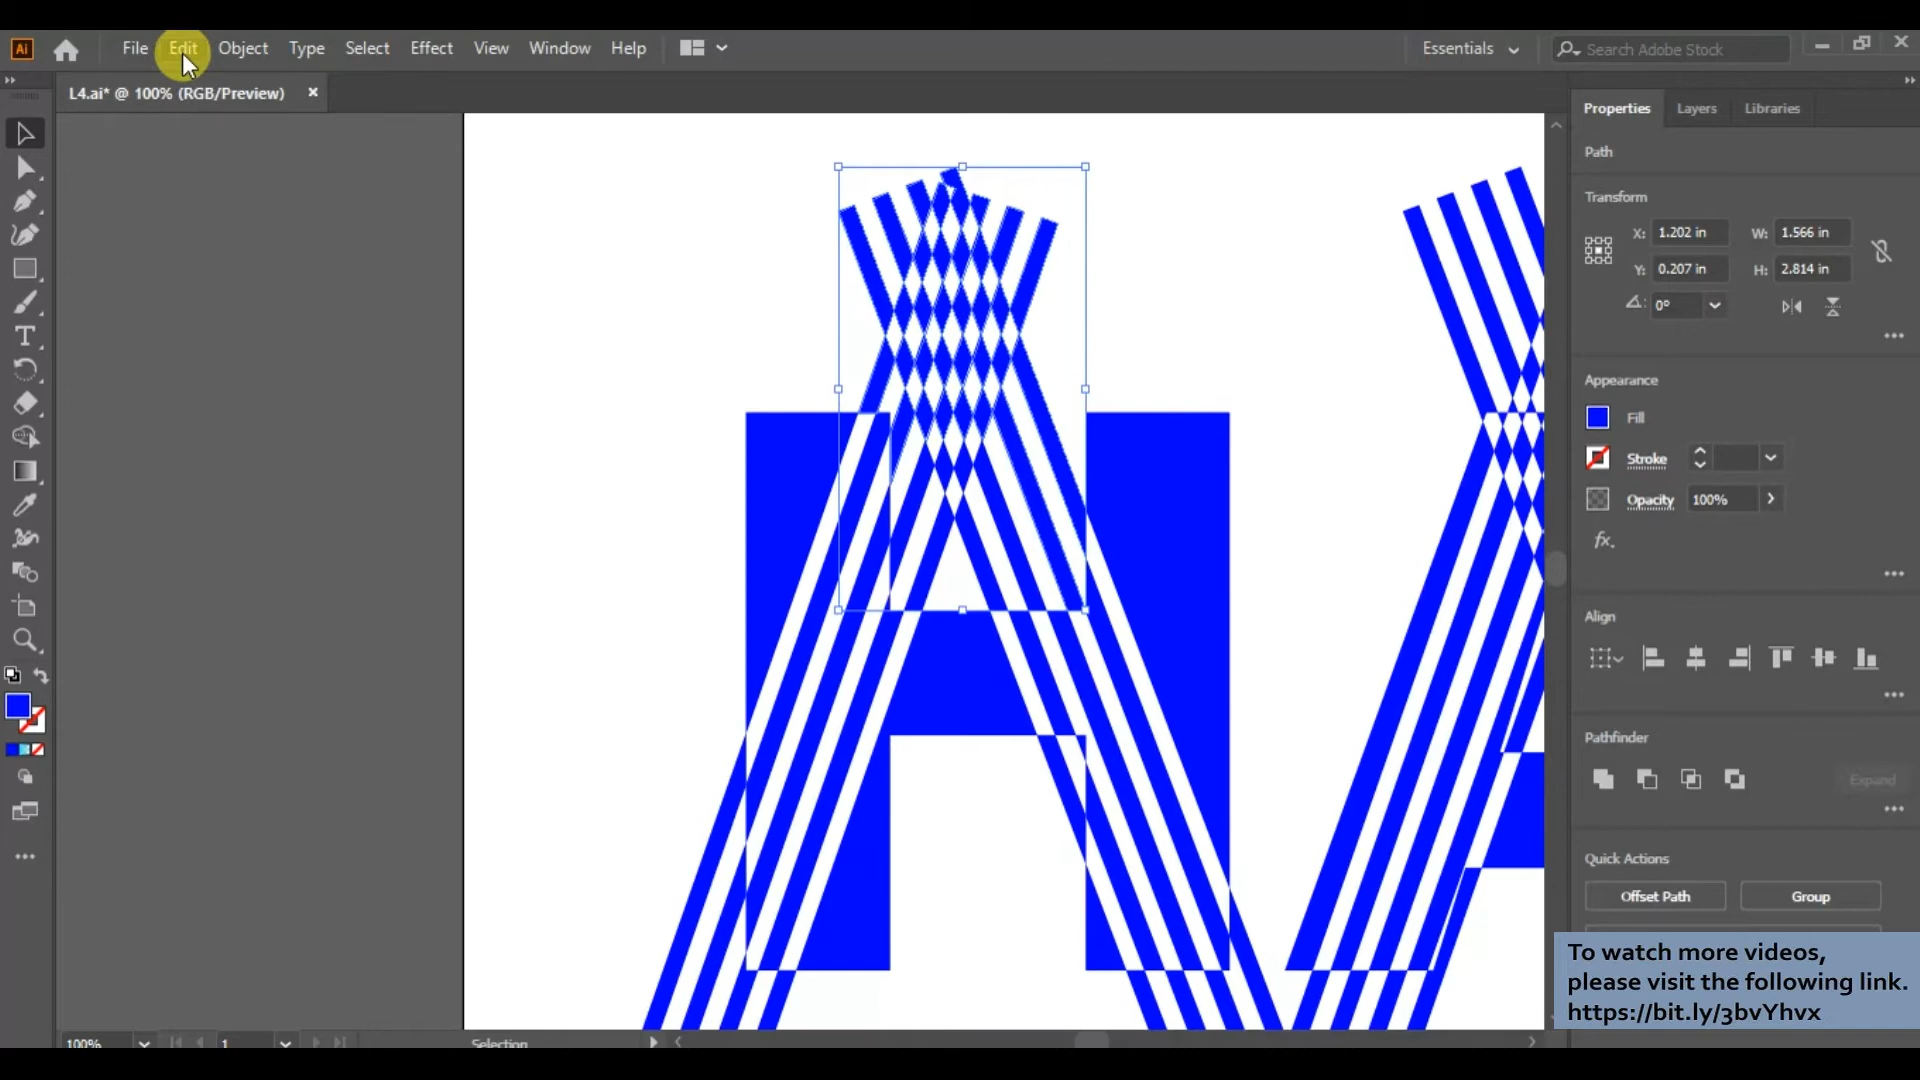 Ai File Edit Object Type Select Effect View Window Help Essentials Search Adobe Stock
L4.ai* @ 100% (RGB/Preview) ×
Properties Layers Libraries
Path
Transform
X: 1.202 in W: 1.566 in
Y: 0.207 in H: 2.814 in
0°
Appearance
Fill
Stroke
Opacity 100%
fx.
Align
Pathfinder
Expand
Quick Actions
Offset Path Group
To watch more videos,
please visit the following link.
https://bit.ly/3bvYhvx
100% 1 Selection